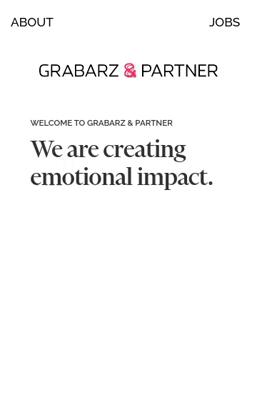 ABOUT JOBS
GRABARZ & PARTNER
WELCOME TO GRABARZ & PARTNER
We are creating
emotional impact.